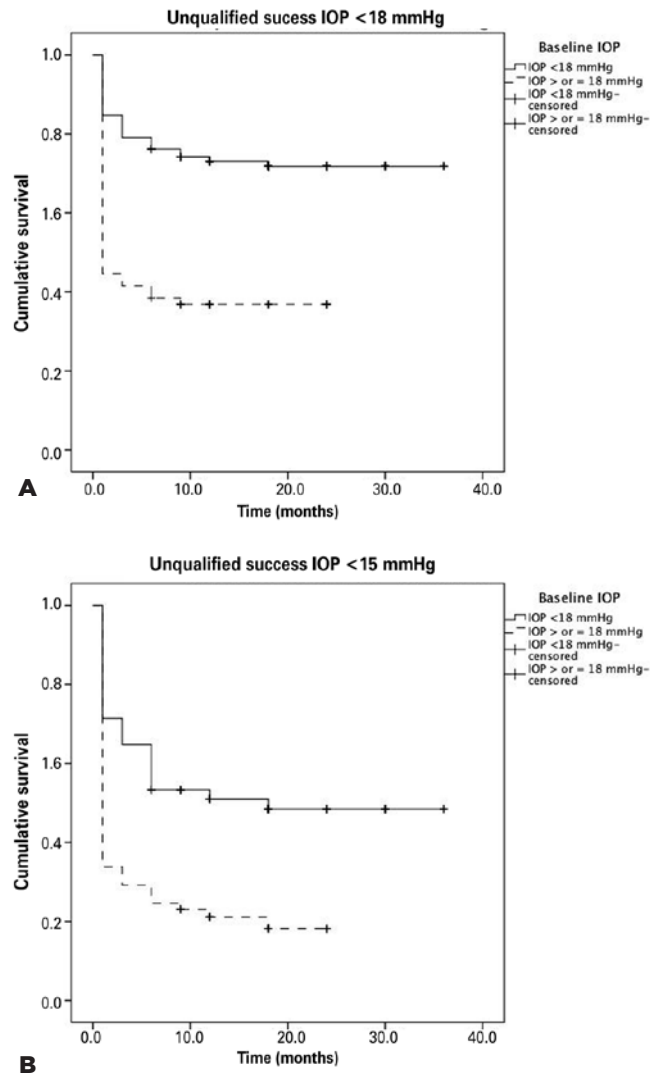 Unqualified sucess IOP <18 mmHg
Baseline IOP
IOP <18 mmHg
IOP > or = 18 mmHg
IOP <18 mmHg-
censored
IOP > or = 18 mmHg-
censored
1.0
0.8
1.6
0.4
0.2
0.0
Cumulative survival
0.0 10.0 20.0 30.0 40.0
Time (months)
A
Unqualified success IOP <15 mmHg
Baseline IOP
IOP <18 mmHg
IOP > or = 18 mmHg
IOP <18 mmHg-
censored
IOP > or = 18 mmHg-
censored
1.0
0.8
1.6
0.4
0.2
0.0
Cumulative survival
0.0 10.0 20.0 30.0 40.0
Time (months)
B